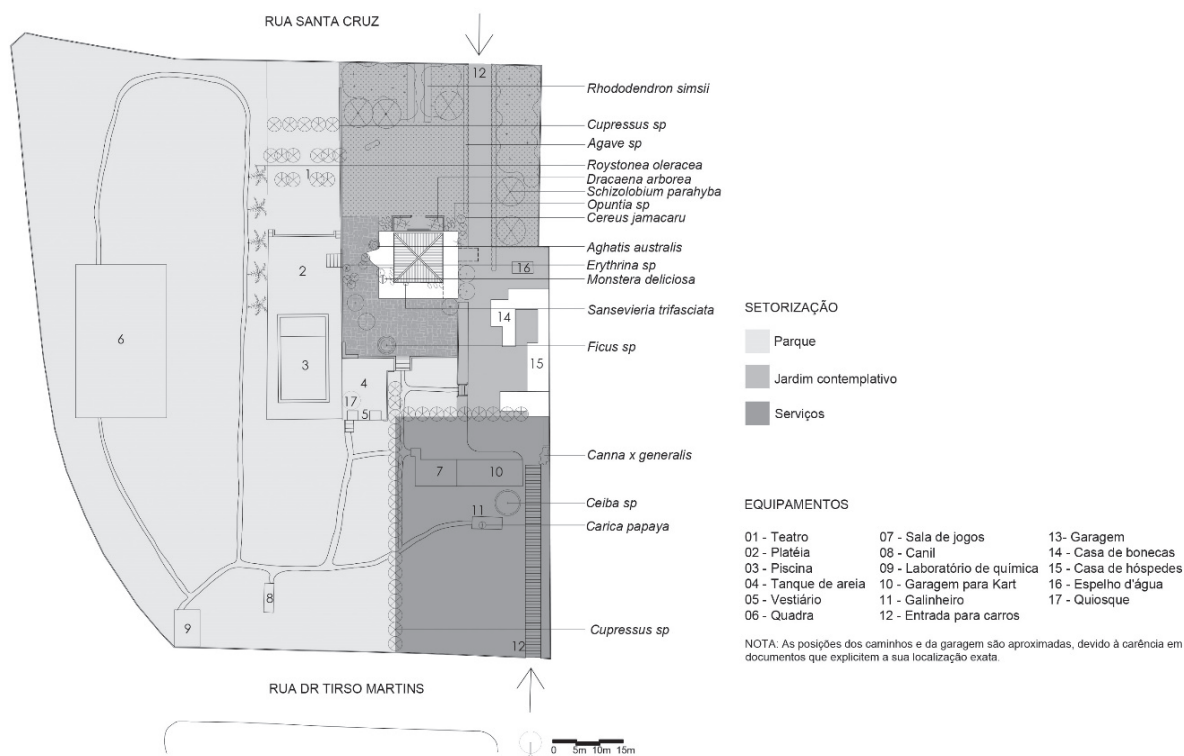 RUA SANTA CRUZ
12
Rhododendron simsii
Cupressus sp
Agave sp
Roystonea oleracea
1
Dracaena arborea
Schizolobium parahyba
Opuntia sp
Cereus jamacaru
Aghatis australis
Erythrina sp
2
16
Monstera deliciosa
Sansevieria trifasciata
14
6
Ficus sp
3
15
4
17
5
Canna x generalis
7
10
Ceiba sp
11
Carica papaya
8
9
Cupressus sp
12
RUA DR TIRSO MARTINS
0 5m 10m 15m
SETORIZAÇÃO
Parque
Jardim contemplativo
Serviços
EQUIPAMENTOS
01 - Teatro
02 - Platéia
03 - Piscina
04 - Tanque de areia
05 - Vestiário
06 - Quadra
07 - Sala de jogos
08 - Canil
09 - Laboratório de química
10 - Garagem para Kart
11 - Galinheiro
12 - Entrada para carros
13- Garagem
14 - Casa de bonecas
15 - Casa de hóspedes
16 - Espelho d'água
17 - Quiosque
NOTA: As posições dos caminhos e da garagem são aproximadas, devido à carência em
documentos que explicitem a sua localização exata.